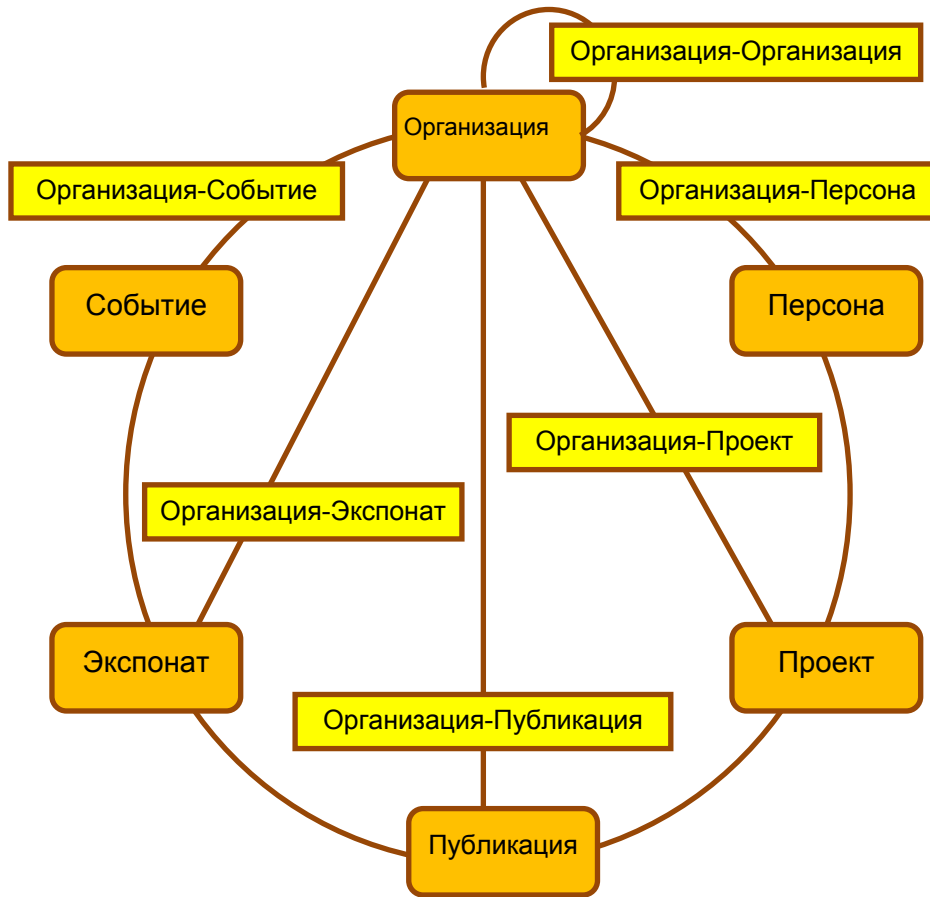 Организация-Организация
Организация
Организация-Событие
Организация-Персона
Событие
Персона
Организация-Проект
Организация-Экспонат
Экспонат
Проект
Организация-Публикация
Публикация